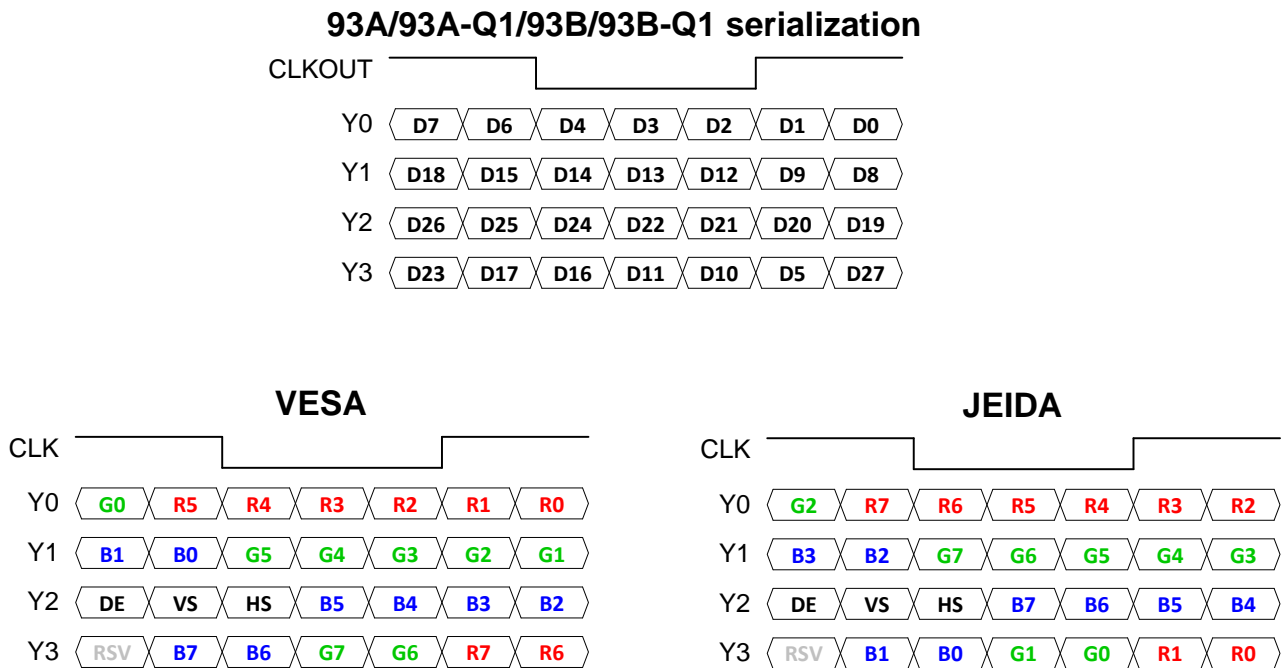 93A/93A-Q1/93B/93B-Q1 serialization
CLKOUT
Y0 D7 D6 D4 D3 D2 D1 D0
Y1 D18 D15 D14 D13 D12 D9 D8
Y2 D26 D25 D24 D22 D21 D20 D19
Y3 D23 D17 D16 D11 D10 D5 D27
VESA
CLK
Y0 G0 R5 R4 R3 R2 R1 R0
Y1 B1 B0 G5 G4 G3 G2 G1
Y2 DE VS HS B5 B4 B3 B2
Y3 RSV B7 B6 G7 G6 R7 R6
JEIDA
CLK
Y0 G2 R7 R6 R5 R4 R3 R2
Y1 B3 B2 G7 G6 G5 G4 G3
Y2 DE VS HS B7 B6 B5 B4
Y3 RSV B1 B0 G1 G0 R1 R0